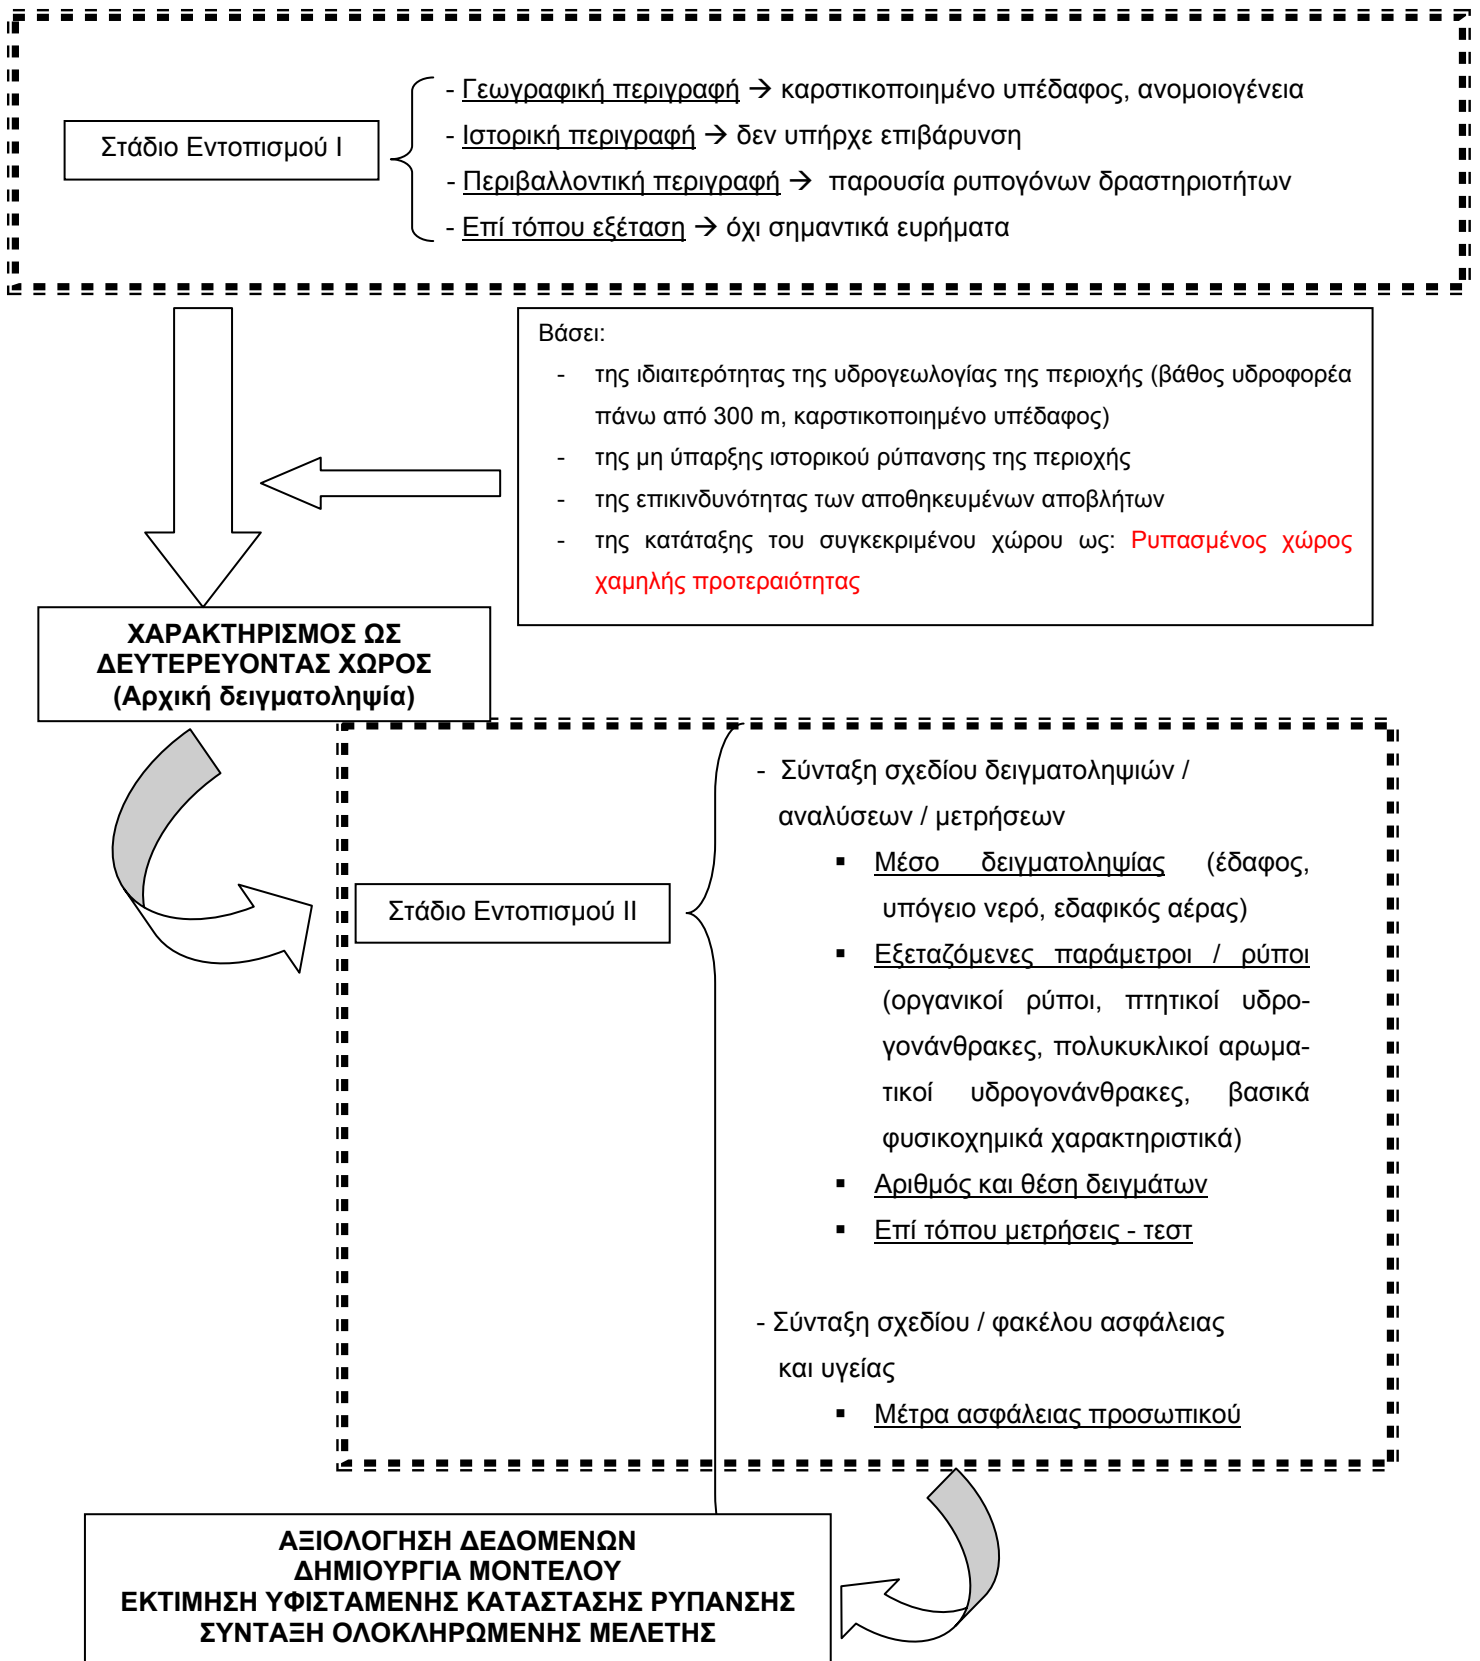 Στάδιο Εντοπισμού Ι
- Γεωγραφική περιγραφή → καρστικοποιημένο υπέδαφος, ανομοιογένεια
- Ιστορική περιγραφή → δεν υπήρχε επιβάρυνση
- Περιβαλλοντική περιγραφή → παρουσία ρυπογόνων δραστηριοτήτων
- Επί τόπου εξέταση → όχι σημαντικά ευρήματα
Βάσει:
- της ιδιαιτερότητας της υδρογεωλογίας της περιοχής (βάθος υδροφορέα
πάνω από 300 m, καρστικοποιημένο υπέδαφος)
- της μη ύπαρξης ιστορικού ρύπανσης της περιοχής
- της επικινδυνότητας των αποθηκευμένων αποβλήτων
- της κατάταξης του συγκεκριμένου χώρου ως: Ρυπασμένος χώρος
χαμηλής προτεραιότητας
ΧΑΡΑΚΤΗΡΙΣΜΟΣ ΩΣ
ΔΕΥΤΕΡΕΥΟΝΤΑΣ ΧΩΡΟΣ
(Αρχική δειγματοληψία)
Στάδιο Εντοπισμού ΙΙ
- Σύνταξη σχεδίου δειγματοληψιών /
αναλύσεων / μετρήσεων
▪ Μέσο δειγματοληψίας (έδαφος,
υπόγειο νερό, εδαφικός αέρας)
▪ Εξεταζόμενες παράμετροι / ρύποι
(οργανικοί ρύποι, πτητικοί υδρο-
γονάνθρακες, πολυκυκλικοί αρωμα-
τικοί υδρογονάνθρακες, βασικά
φυσικοχημικά χαρακτηριστικά)
▪ Αριθμός και θέση δειγμάτων
▪ Επί τόπου μετρήσεις - τεστ
- Σύνταξη σχεδίου / φακέλου ασφάλειας
και υγείας
▪ Μέτρα ασφάλειας προσωπικού
ΑΞΙΟΛΟΓΗΣΗ ΔΕΔΟΜΕΝΩΝ
ΔΗΜΙΟΥΡΓΙΑ ΜΟΝΤΕΛΟΥ
ΕΚΤΙΜΗΣΗ ΥΦΙΣΤΑΜΕΝΗΣ ΚΑΤΑΣΤΑΣΗΣ ΡΥΠΑΝΣΗΣ
ΣΥΝΤΑΞΗ ΟΛΟΚΛΗΡΩΜΕΝΗΣ ΜΕΛΕΤΗΣ